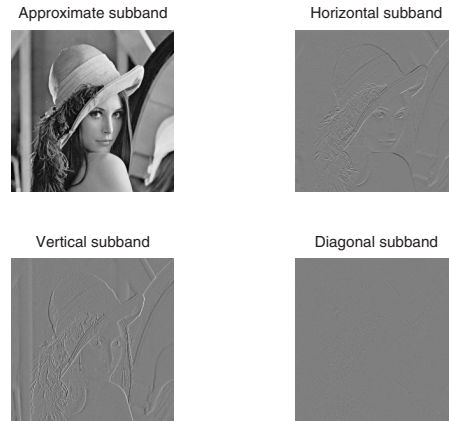 Approximate subband
Horizontal subband
Vertical subband
Diagonal subband